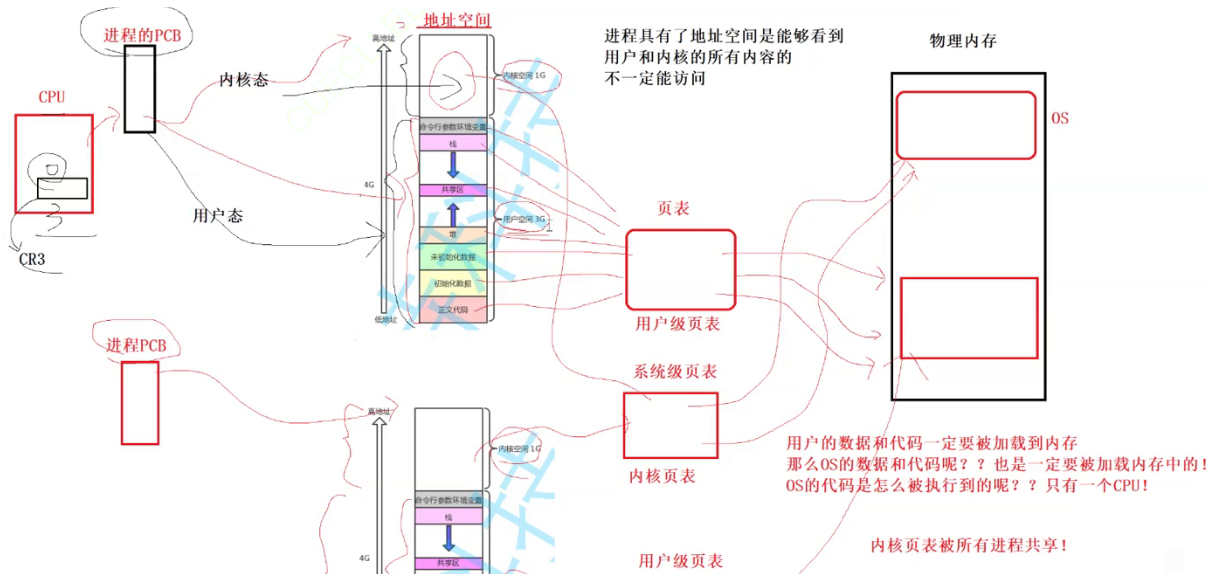 地址空间
进程的PCB
高地址
进程具有了地址空间是能够看到
用户和内核的所有内容的
不一定能访问
物理内存
内核态
内核空间 1G
CPU
OS
命令行参数环境变量
栈
4G
共享区
用户态
用户空间 3G
页表
堆
CR3
未初始化数据
初始化数据
正文代码
低地址
用户级页表
进程PCB
系统级页表
高地址
内核空间 1G
用户的数据和代码一定要被加载到内存
那么OS的数据和代码呢？？也是一定要被加载内存中的！
OS的代码是怎么被执行到的呢？？只有一个CPU！
内核页表
命令行参数环境变量
栈
内核页表被所有进程共享！
4G
共享区
用户级页表